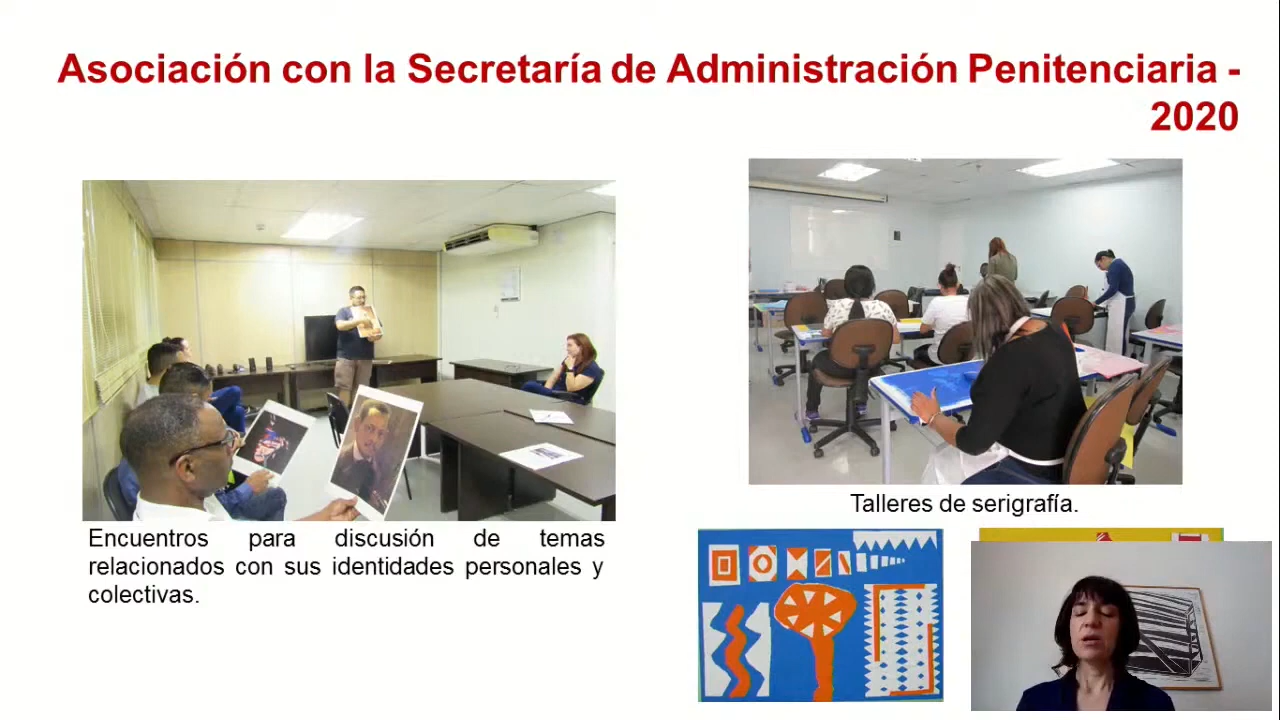 Asociación con la Secretaría de Administración Penitenciaria -
2020
Encuentros para discusión de temas
relacionados con sus identidades personales y
colectivas.
Talleres de serigrafía.